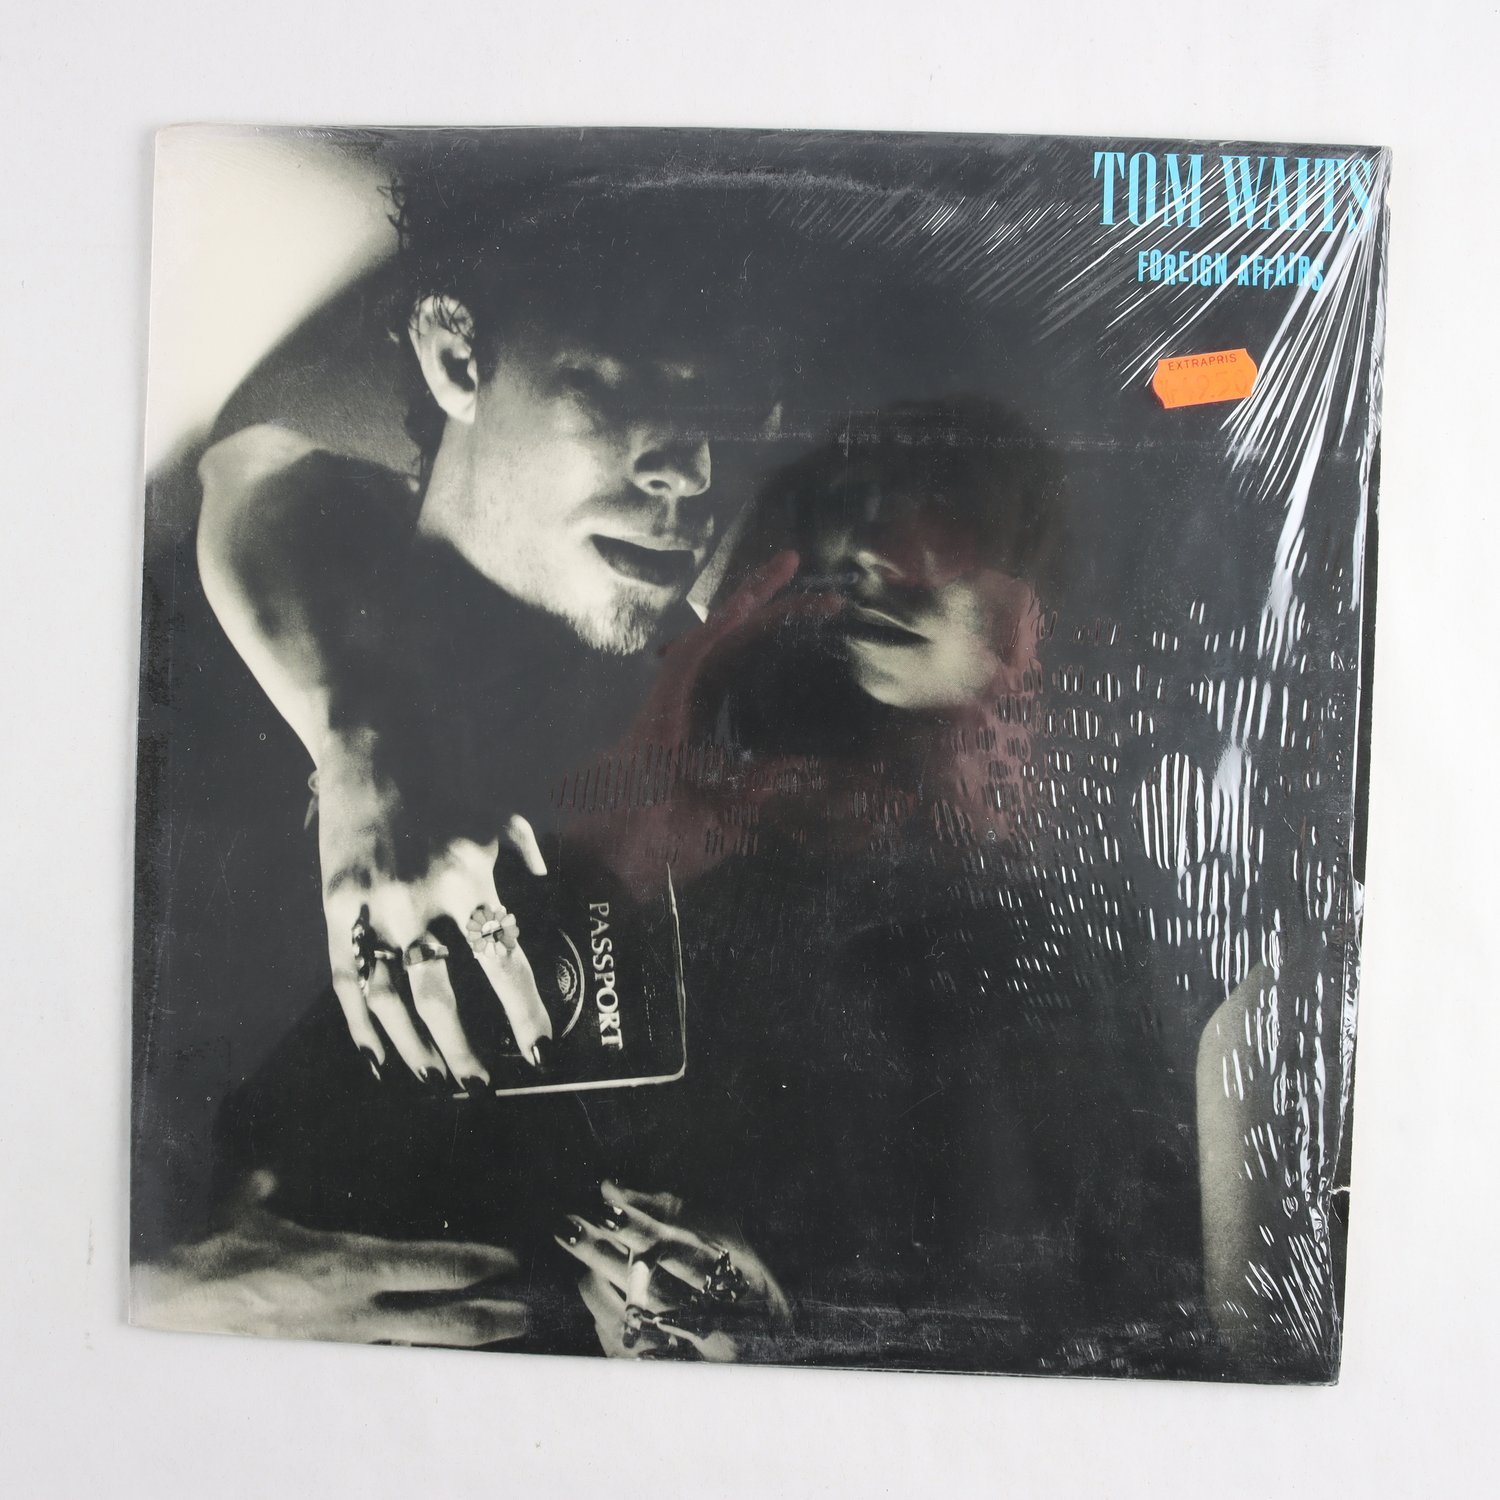 TOM WAITS
FOREIGN AFFAIRS
EXTRAPRIS
PASSPORT